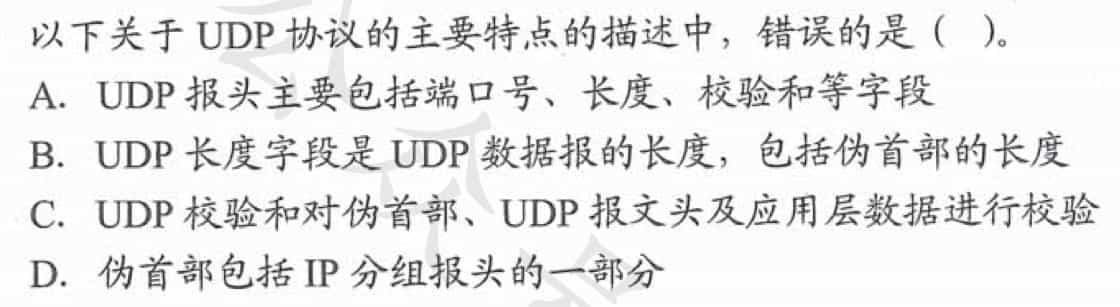 以下关于 UDP 协议的主要特点的描述中，错误的是（ ）。
A. UDP 报头主要包括端口号、长度、校验和等字段
B. UDP 长度字段是 UDP 数据报的长度，包括伪首部的长度
C. UDP 校验和对伪首部、UDP 报文头及应用层数据进行校验
D. 伪首部包括 IP 分组报头的一部分